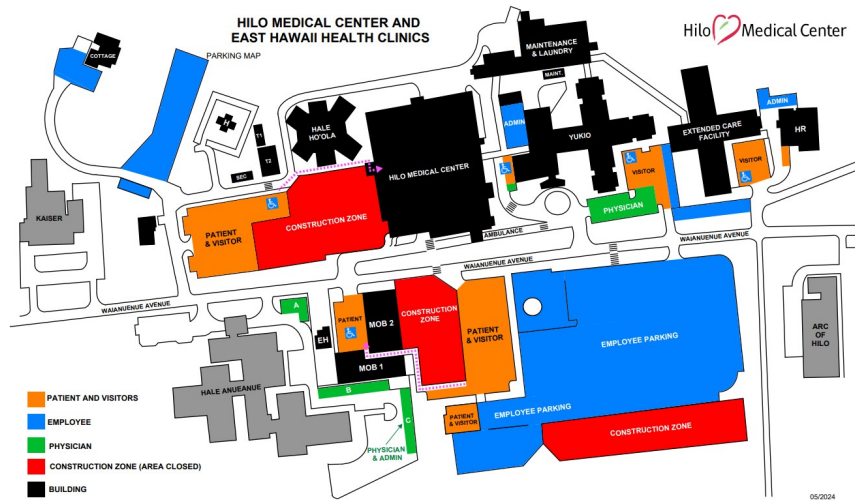 HILO MEDICAL CENTER AND
EAST HAWAII HEALTH CLINICS
PARKING MAP
Hilo Medical Center
COTTAGE
MAINTENANCE
& LAUNDRY
MAINT.
ADMIN
H
T1
T2
SEC
HALE
HO'OLA
HILO MEDICAL CENTER
ADMIN
YUKIO
EXTENDED CARE
FACILITY
HR
VISITOR
VISITOR
PHYSICIAN
KAISER
PATIENT
& VISITOR
CONSTRUCTION ZONE
AMBULANCE
WAIANUENUE AVENUE
WAIANUENUE AVENUE
WAIANUENUE AVENUE
A
PATIENT
EH
MOB 2
MOB 1
CONSTRUCTION
ZONE
PATIENT
& VISITOR
EMPLOYEE PARKING
ARC
OF
HILO
HALE ANUEANUE
B
C
PHYSICIAN
& ADMIN
PATIENT
& VISITOR
EMPLOYEE PARKING
CONSTRUCTION ZONE
PATIENT AND VISITORS
EMPLOYEE
PHYSICIAN
CONSTRUCTION ZONE (AREA CLOSED)
BUILDING
05/2024